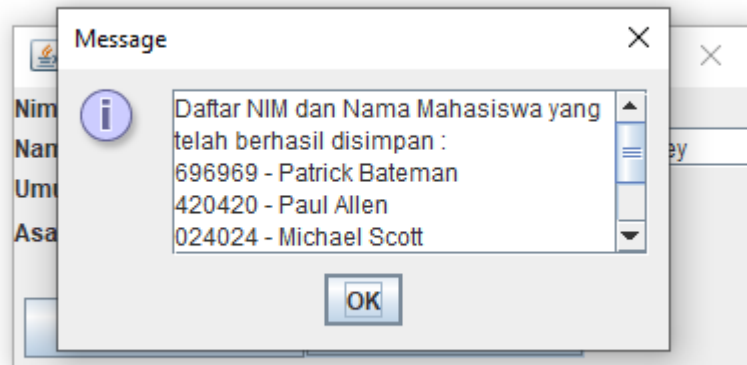 Message
Daftar NIM dan Nama Mahasiswa yang
telah berhasil disimpan :
696969 - Patrick Bateman
420420 - Paul Allen
024024 - Michael Scott
OK
Nim